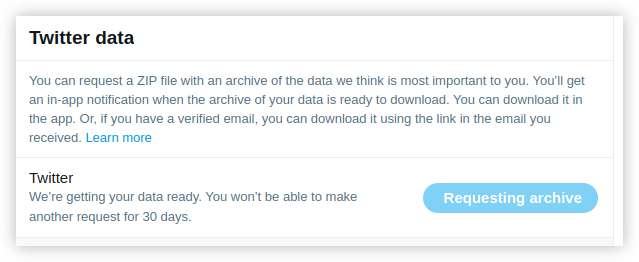 Twitter data
You can request a ZIP file with an archive of the data we think is most important to you. You’ll get
an in-app notification when the archive of your data is ready to download. You can download it in
the app. Or, if you have a verified email, you can download it using the link in the email you
received. Learn more
Twitter
We’re getting your data ready. You won’t be able to make
another request for 30 days.
Requesting archive